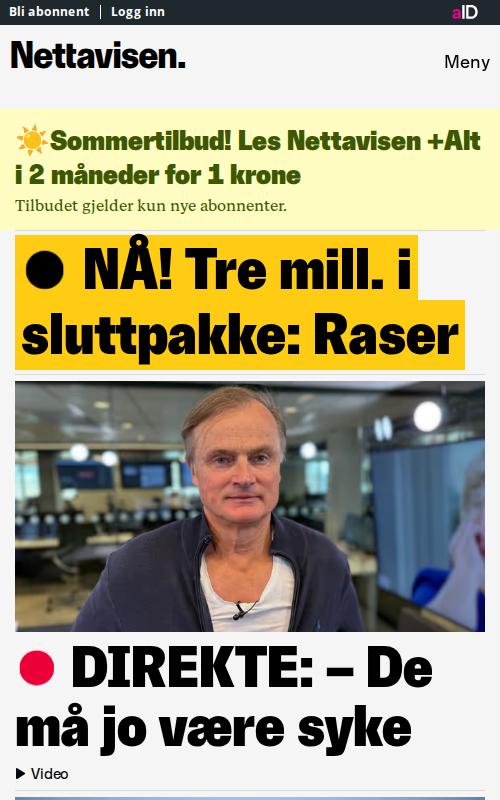 Bli abonnent | Logg inn
aID
Nettavisen.
Meny
☀️Sommertilbud! Les Nettavisen +Alt
i 2 måneder for 1 krone
Tilbudet gjelder kun nye abonnenter.
● NÅ! Tre mill. i
sluttpakke: Raser
DIREKTE: – De
må jo være syke
Video